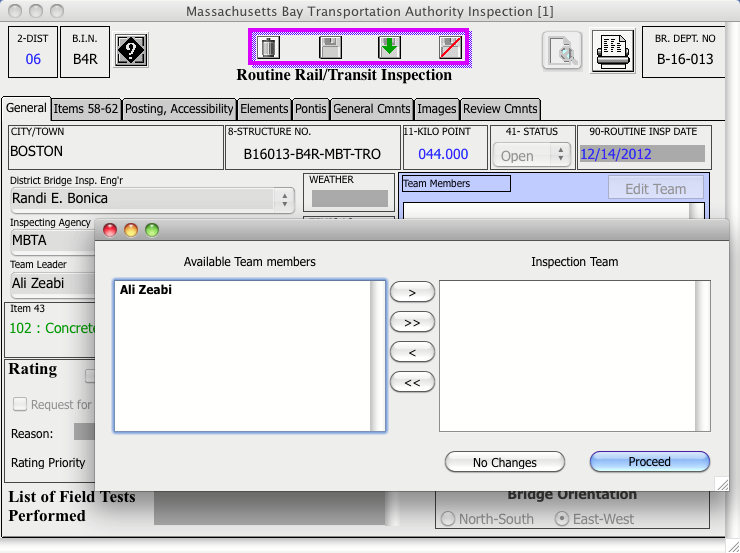 Massachusetts Bay Transportation Authority Inspection [1]
2-DIST
06
B.I.N.
B4R
?
Routine Rail/Transit Inspection
BR. DEPT. NO
B-16-013
General Items 58-62 Posting, Accessibility Elements Pontis General Cmnts Images Review Cmnts
CITY/TOWN
BOSTON
8-STRUCTURE NO.
B16013-B4R-MBT-TRO
11-KILO POINT
044.000
41- STATUS
Open
90-ROUTINE INSP DATE
12/14/2012
District Bridge Insp. Eng'r
Randi E. Bonica
WEATHER
Team Members
Edit Team
Inspecting Agency
MBTA
Team Leader
Ali Zeabi
Item 43
102 : Concrete
Rating
Request for
Reason:
Rating Priority
Available Team members
Ali Zeabi
>
>>
<
<<
Inspection Team
No Changes
Proceed
List of Field Tests
Performed
Bridge Orientation
North-South East-West